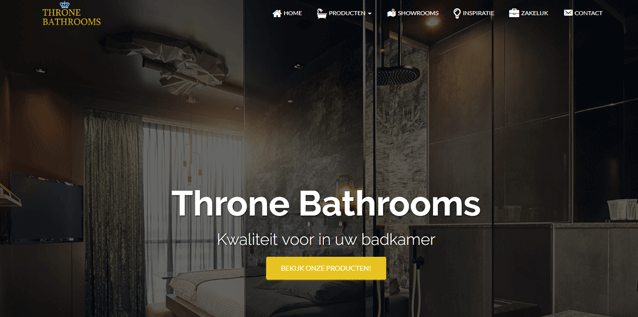 THRONE
BATHROOMS
HOME PRODUCTEN SHOWROOMS INSPIRATIE ZAKELIJK CONTACT
Throne Bathrooms
Kwaliteit voor in uw badkamer
BEKIJK ONZE PRODUCTEN!